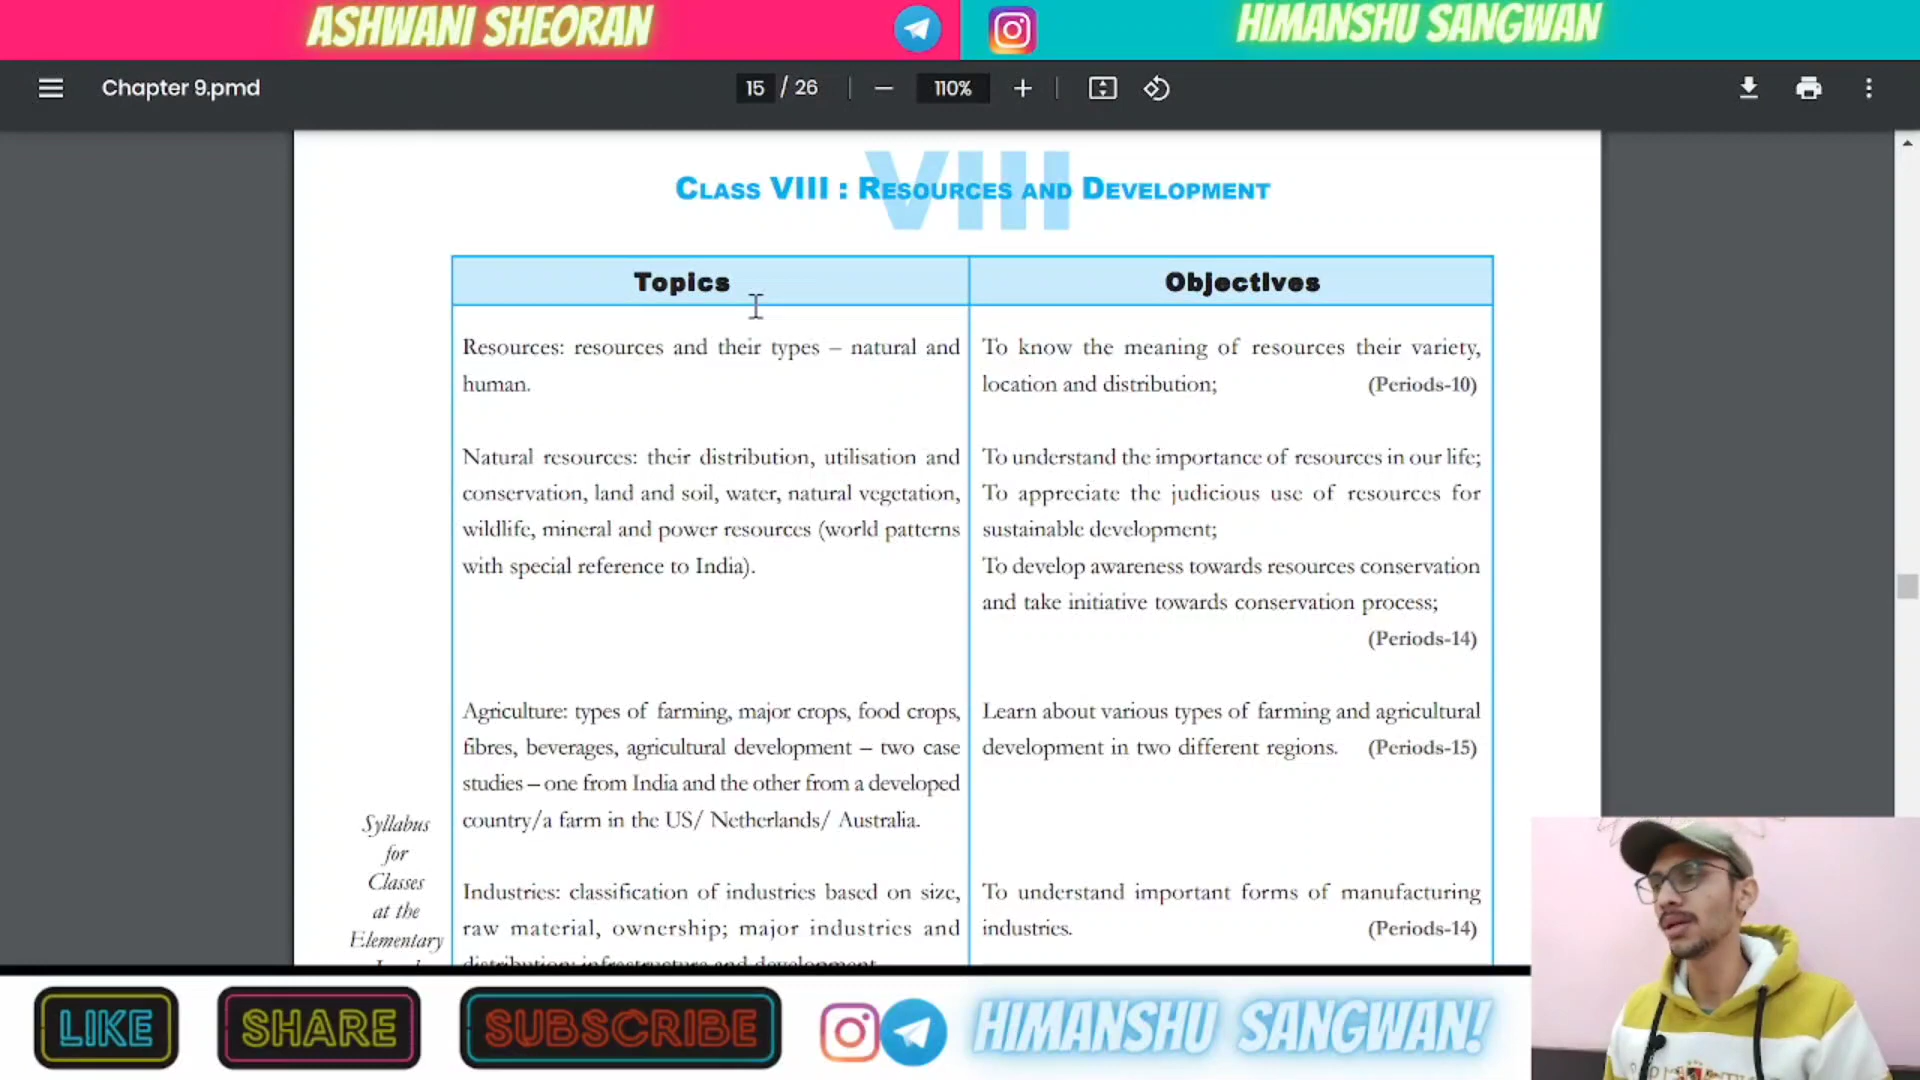 ASHWANI SHEORAN
HIMANSHU SANGWAN
Chapter 9.pmd
15 / 26
110%
VIII
CLASS VIII : RESOURCES AND DEVELOPMENT
Topics
Objectives
Resources: resources and their types – natural and
human.
To know the meaning of resources their variety,
location and distribution; (Periods-10)
Natural resources: their distribution, utilisation and
conservation, land and soil, water, natural vegetation,
wildlife, mineral and power resources (world patterns
with special reference to India).
To understand the importance of resources in our life;
To appreciate the judicious use of resources for
sustainable development;
To develop awareness towards resources conservation
and take initiative towards conservation process;
(Periods-14)
Agriculture: types of farming, major crops, food crops,
fibres, beverages, agricultural development – two case
studies – one from India and the other from a developed
country/a farm in the US/ Netherlands/ Australia.
Learn about various types of farming and agricultural
development in two different regions. (Periods-15)
Industries: classification of industries based on size,
raw material, ownership; major industries and
distribution; infrastructure and development.
To understand important forms of manufacturing
industries. (Periods-14)
Syllabus
for
Classes
at the
Elementary
LIKE
SHARE
SUBSCRIBE
HIMANSHU SANGWAN!